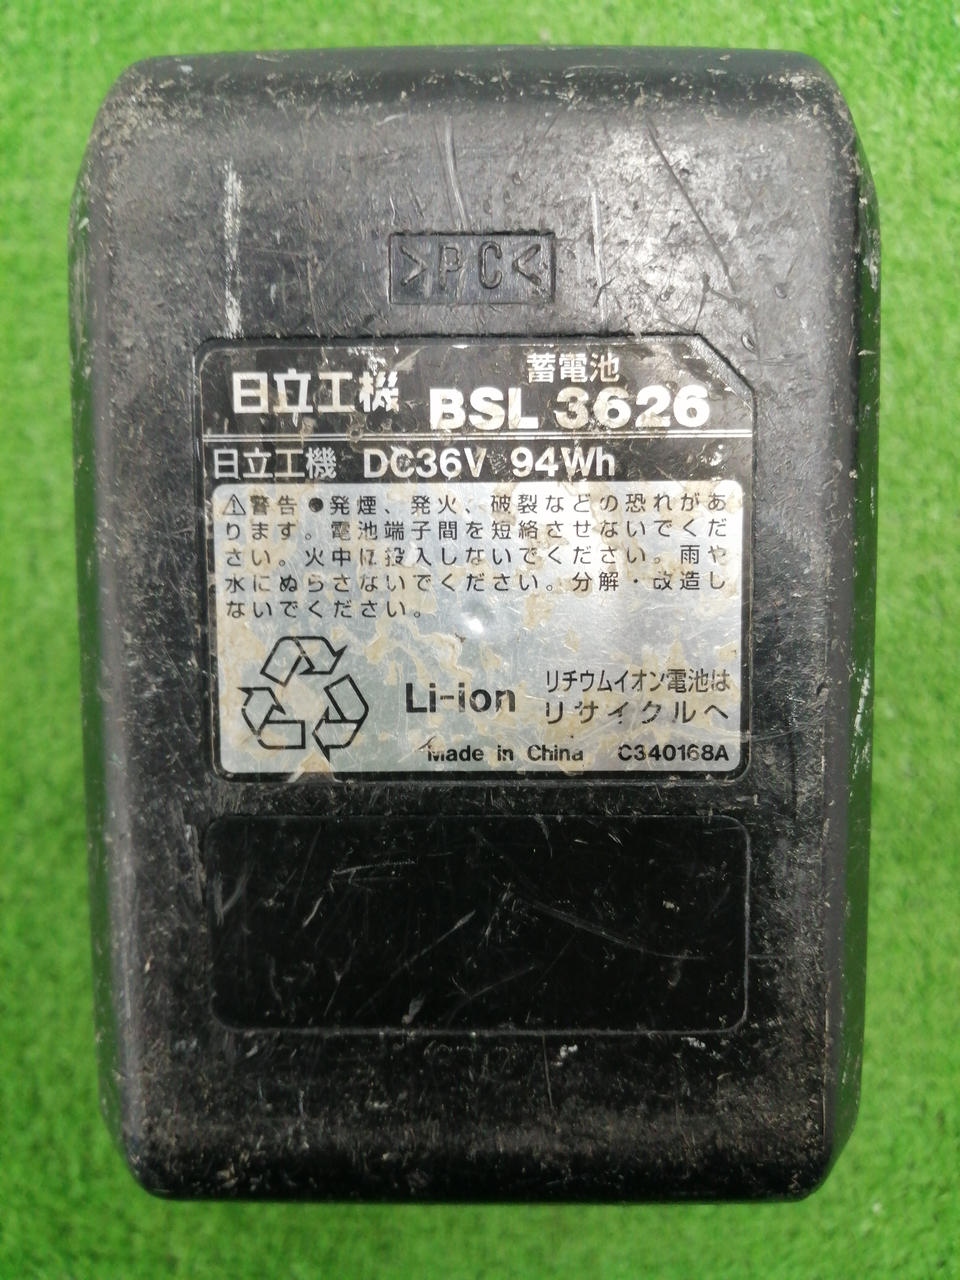 >PC<
蓄電池
日立工機 BSL 3626
日立工機 DC36V 94Wh
⚠警告 ●発煙、発火、破裂などの恐れがあ
ります。電池端子間を短絡させないでくだ
さい。火中に投入しないでください。雨や
水にぬらさないでください。分解・改造し
ないでください。
Li-ion
リチウムイオン電池は
リサイクルへ
Made in China C340168A